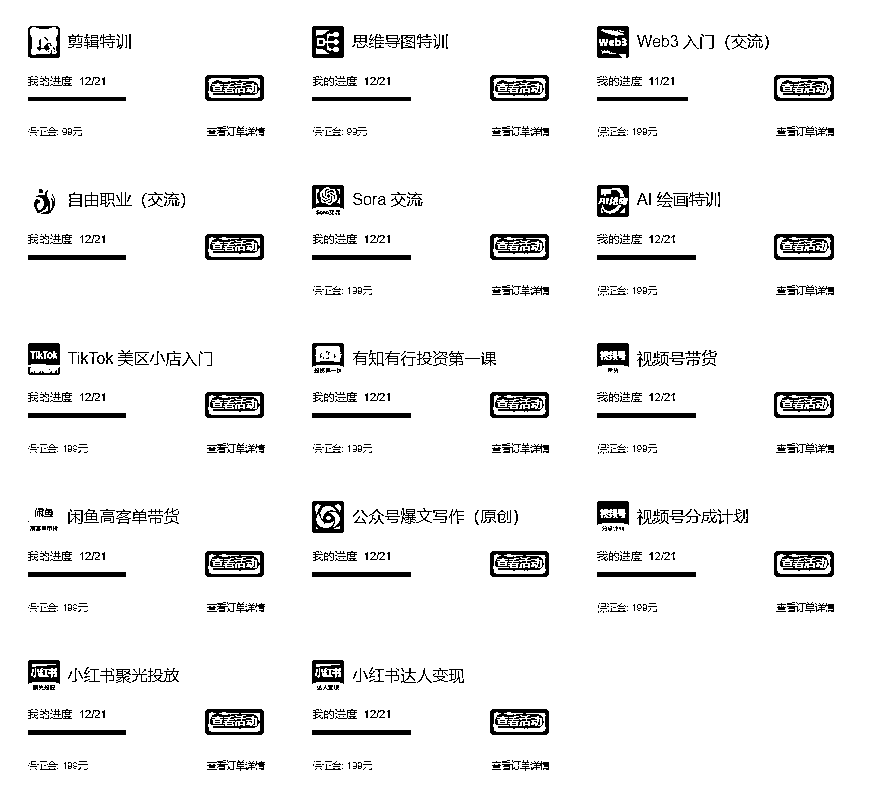 剪辑特训
我的进度 12/21
查看活动
保证金: 99元
查看订单详情
思维导图特训
我的进度 12/21
查看活动
保证金: 99元
查看订单详情
Web3
Web3 入门（交流）
我的进度 11/21
查看活动
保证金: 199元
查看订单详情
自由职业（交流）
我的进度 12/21
查看活动
Sora交流
Sora 交流
我的进度 12/21
查看活动
保证金: 199元
查看订单详情
AI 绘画特训
我的进度 12/21
查看活动
保证金: 199元
查看订单详情
TikTok
TikTok 美区小店入门
我的进度 12/21
查看活动
保证金: 199元
查看订单详情
投资第一课
有知有行投资第一课
我的进度 12/21
查看活动
保证金: 199元
查看订单详情
视频号
带货
视频号带货
我的进度 12/21
查看活动
保证金: 199元
查看订单详情
闲鱼
高客单带货
闲鱼高客单带货
我的进度 12/21
查看活动
保证金: 199元
查看订单详情
公众号爆文写作（原创）
我的进度 12/21
查看活动
视频号
分成计划
视频号分成计划
我的进度 12/21
查看活动
保证金: 199元
查看订单详情
小红书
聚光投放
小红书聚光投放
我的进度 12/21
查看活动
保证金: 199元
查看订单详情
小红书
达人变现
小红书达人变现
我的进度 12/21
查看活动
保证金: 199元
查看订单详情